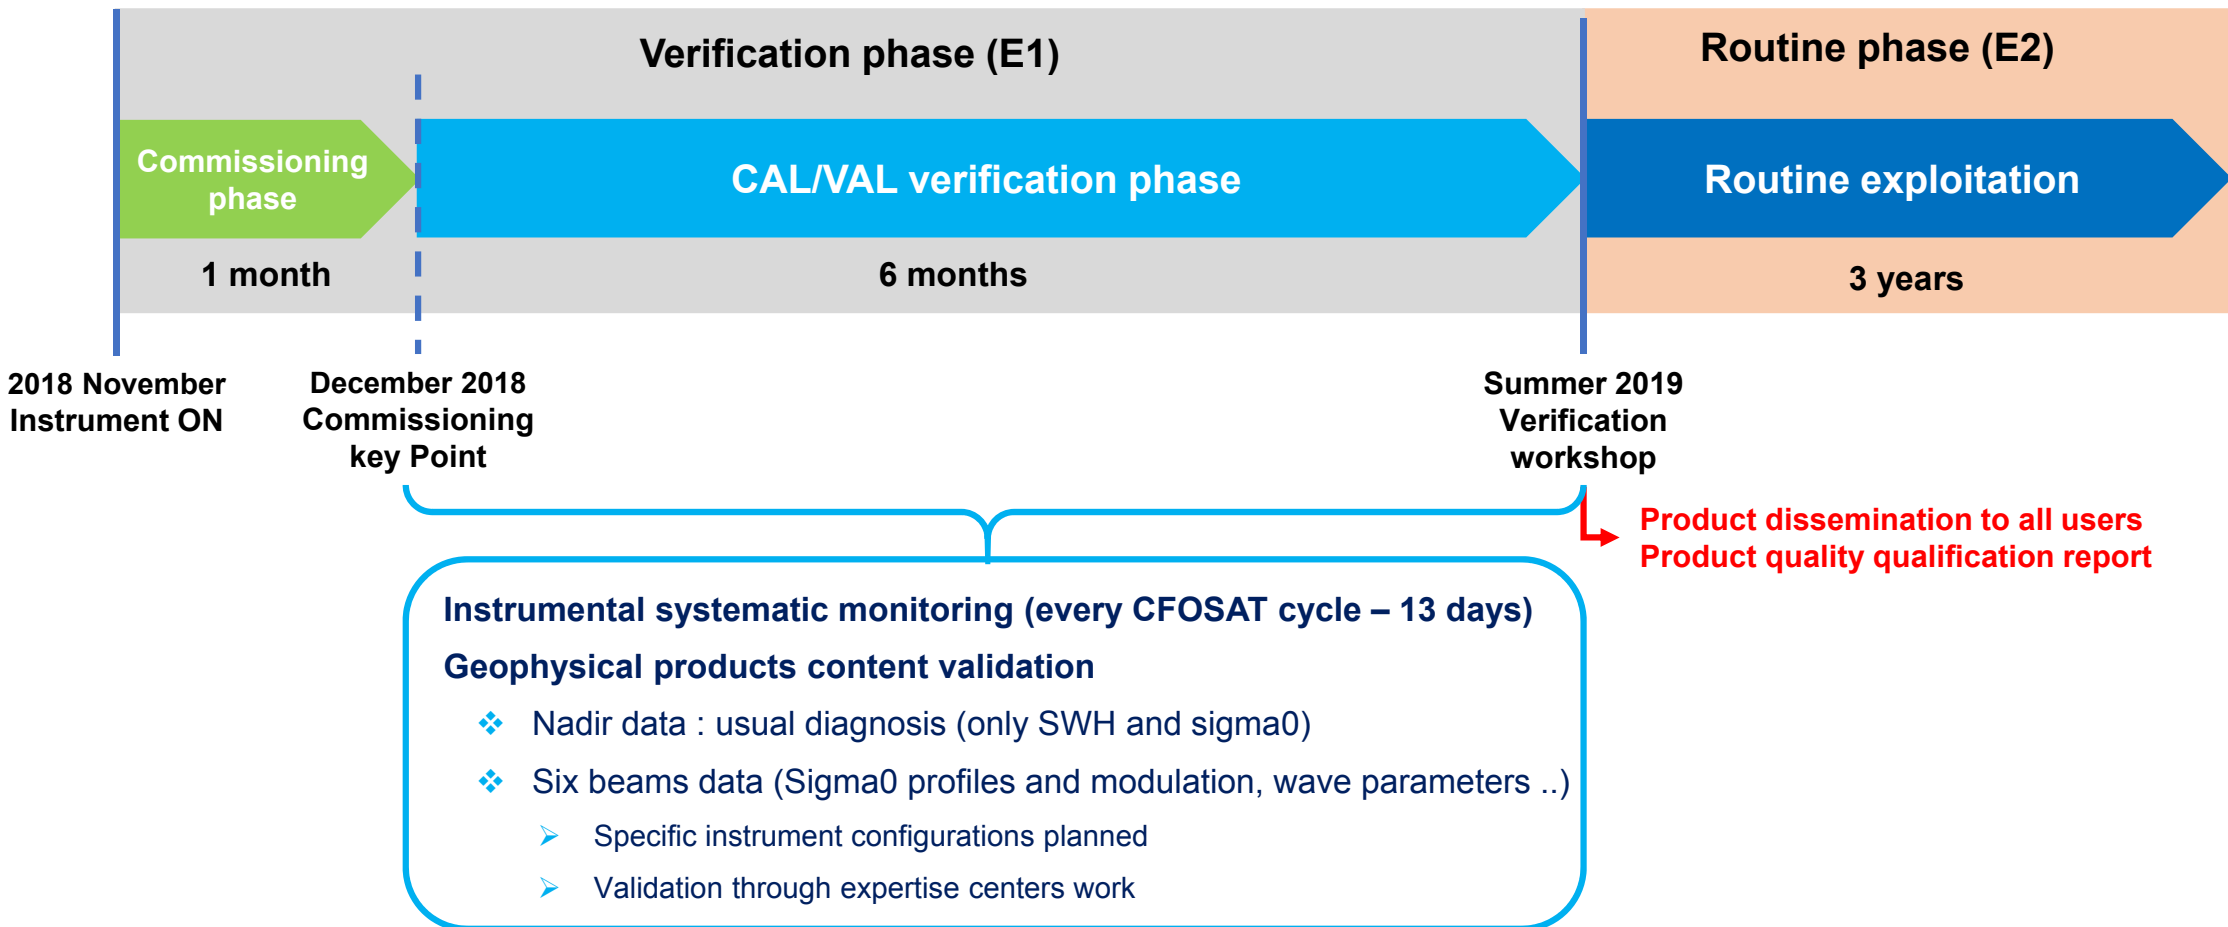 Verification phase (E1)
Routine phase (E2)
Commissioning
phase
CAL/VAL verification phase
Routine exploitation
1 month
6 months
3 years
2018 November
Instrument ON
December 2018
Commissioning
key Point
Summer 2019
Verification
workshop
Product dissemination to all users
Product quality qualification report
Instrumental systematic monitoring (every CFOSAT cycle – 13 days)
Geophysical products content validation
❖ Nadir data : usual diagnosis (only SWH and sigma0)
❖ Six beams data (Sigma0 profiles and modulation, wave parameters ..)
➢ Specific instrument configurations planned
➢ Validation through expertise centers work